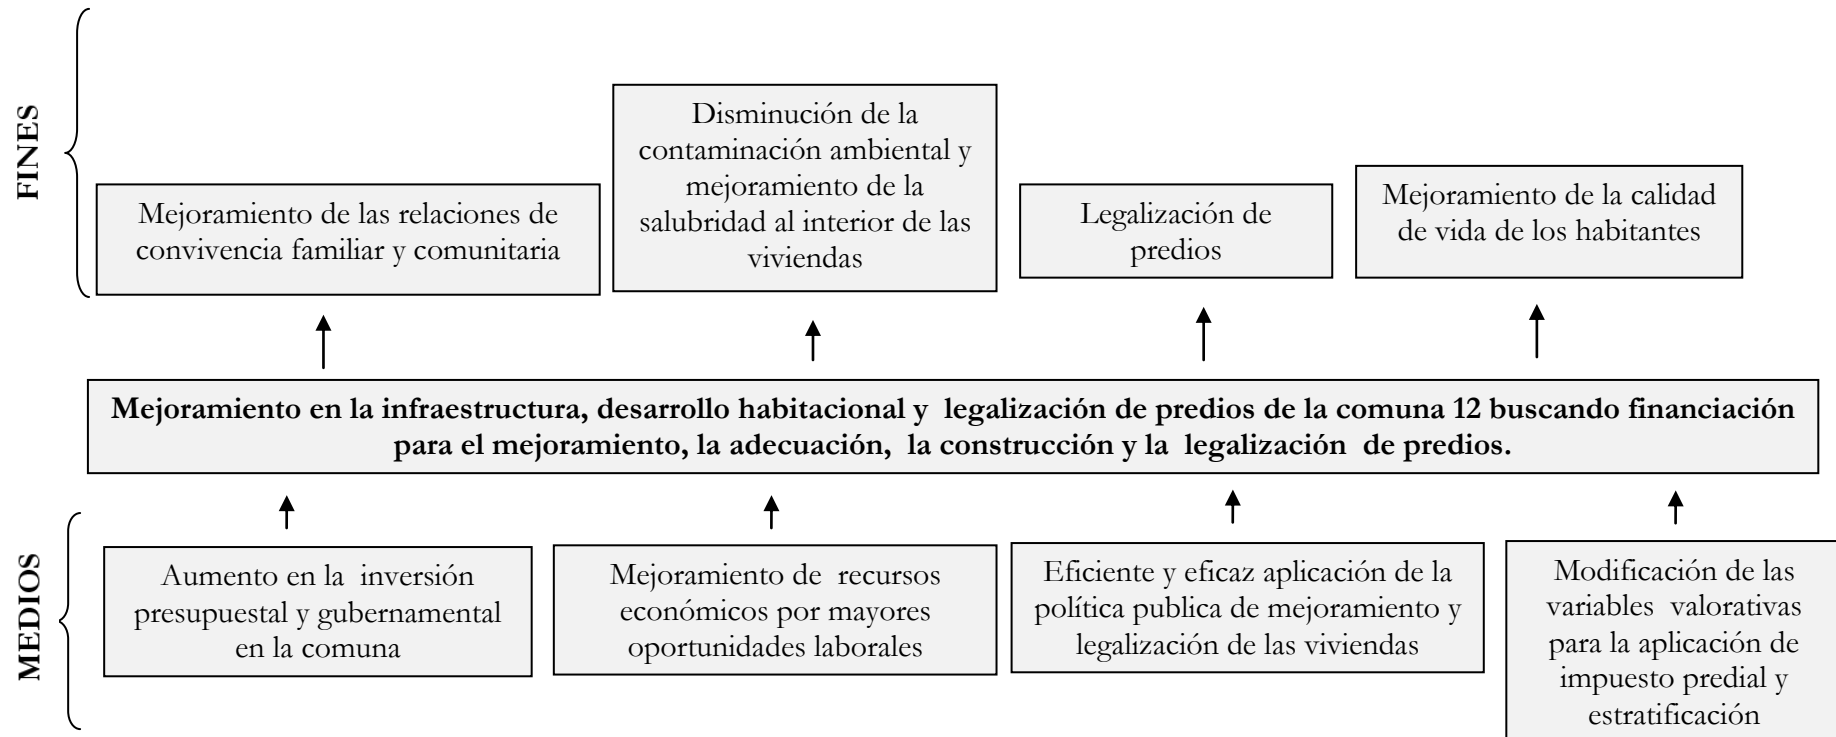 FINES
Mejoramiento de las relaciones de
convivencia familiar y comunitaria
Disminución de la
contaminación ambiental y
mejoramiento de la
salubridad al interior de las
viviendas
Legalización de
predios
Mejoramiento de la calidad
de vida de los habitantes
Mejoramiento en la infraestructura, desarrollo habitacional y legalización de predios de la comuna 12 buscando financiación
para el mejoramiento, la adecuación, la construcción y la legalización de predios.
MEDIOS
Aumento en la inversión
presupuestal y gubernamental
en la comuna
Mejoramiento de recursos
económicos por mayores
oportunidades laborales
Eficiente y eficaz aplicación de la
política publica de mejoramiento y
legalización de las viviendas
Modificación de las
variables valorativas
para la aplicación de
impuesto predial y
estratificación